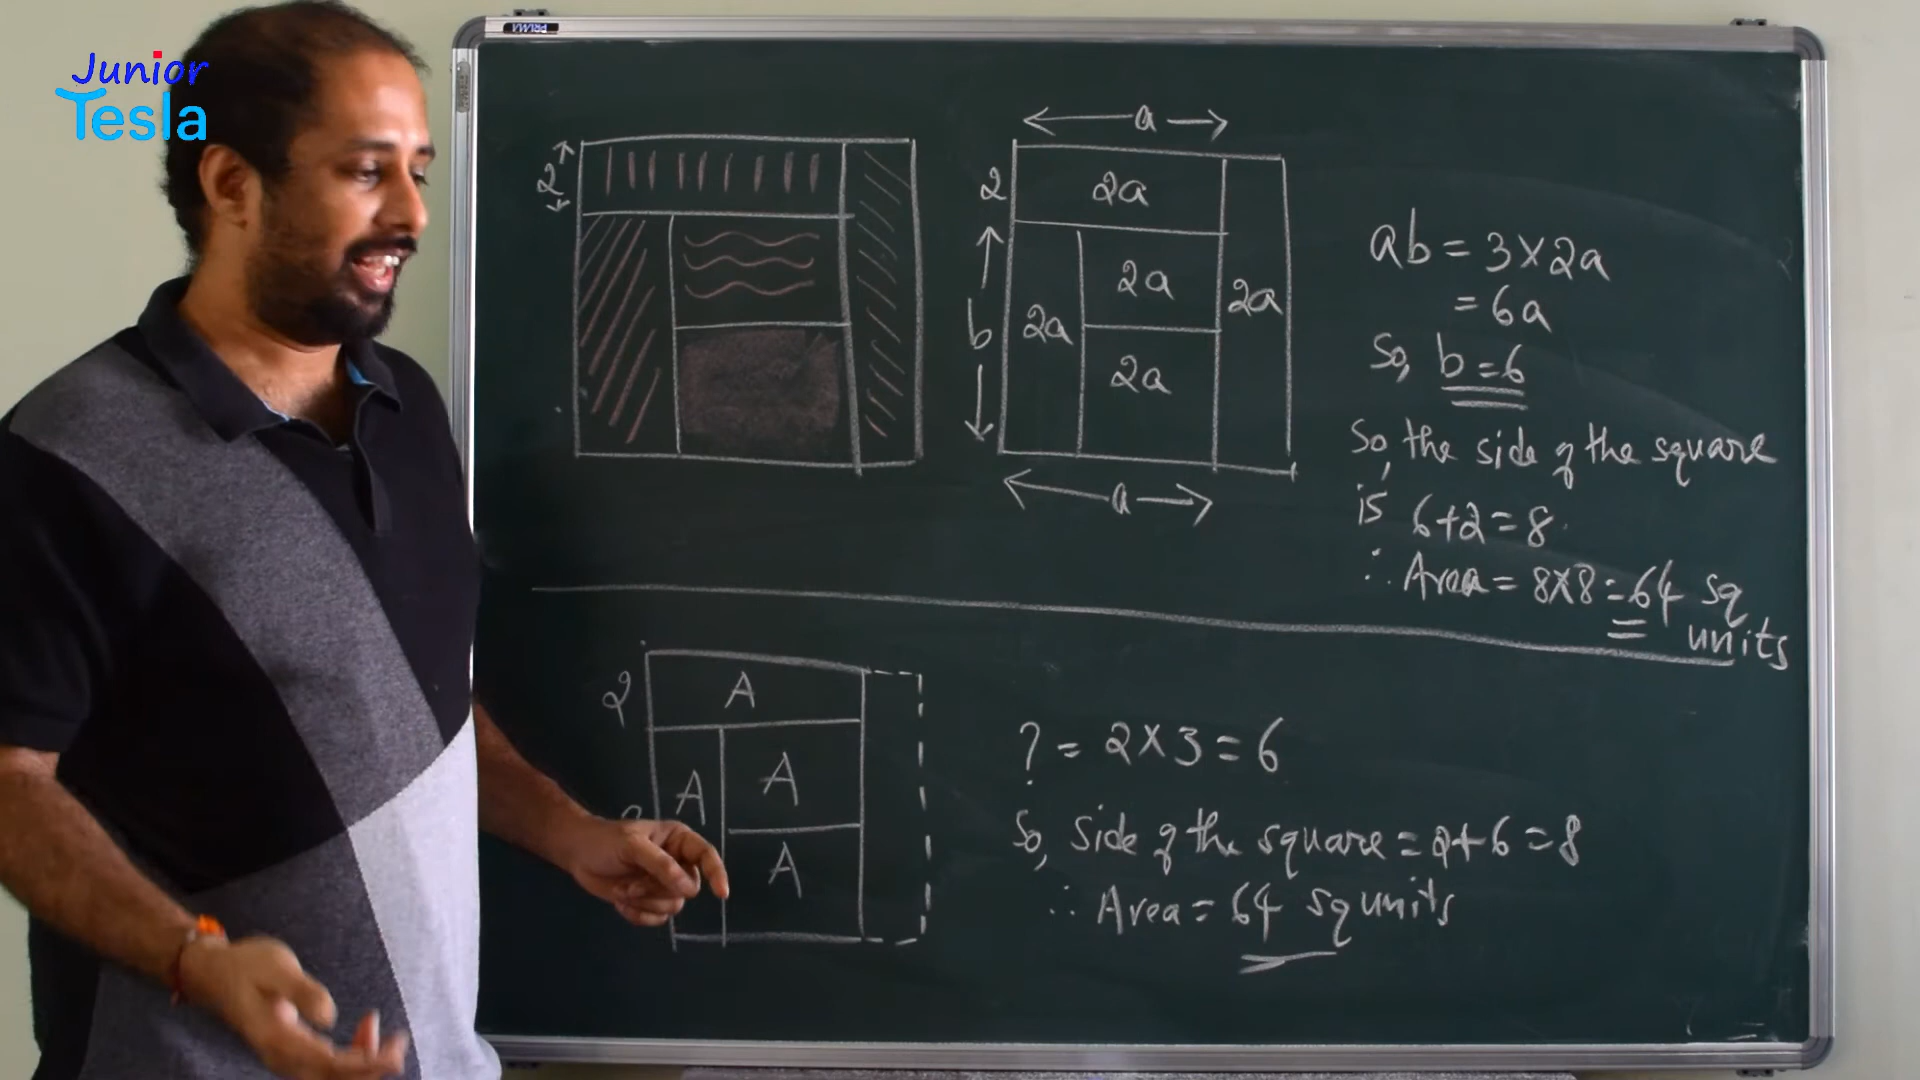 Junior
Tesla
PRIMA
2
a
2
2a
b
2a
2a
2a
2a
a
ab = 3×2a
= 6a
So, b = 6
So, the side of the square
is 6+2 = 8.
∴ Area = 8×8 = 64 sq
units
2
A
A
A
A
? = 2×3 = 6
So, side of the square = 2+6 = 8
∴ Area = 64 sq units